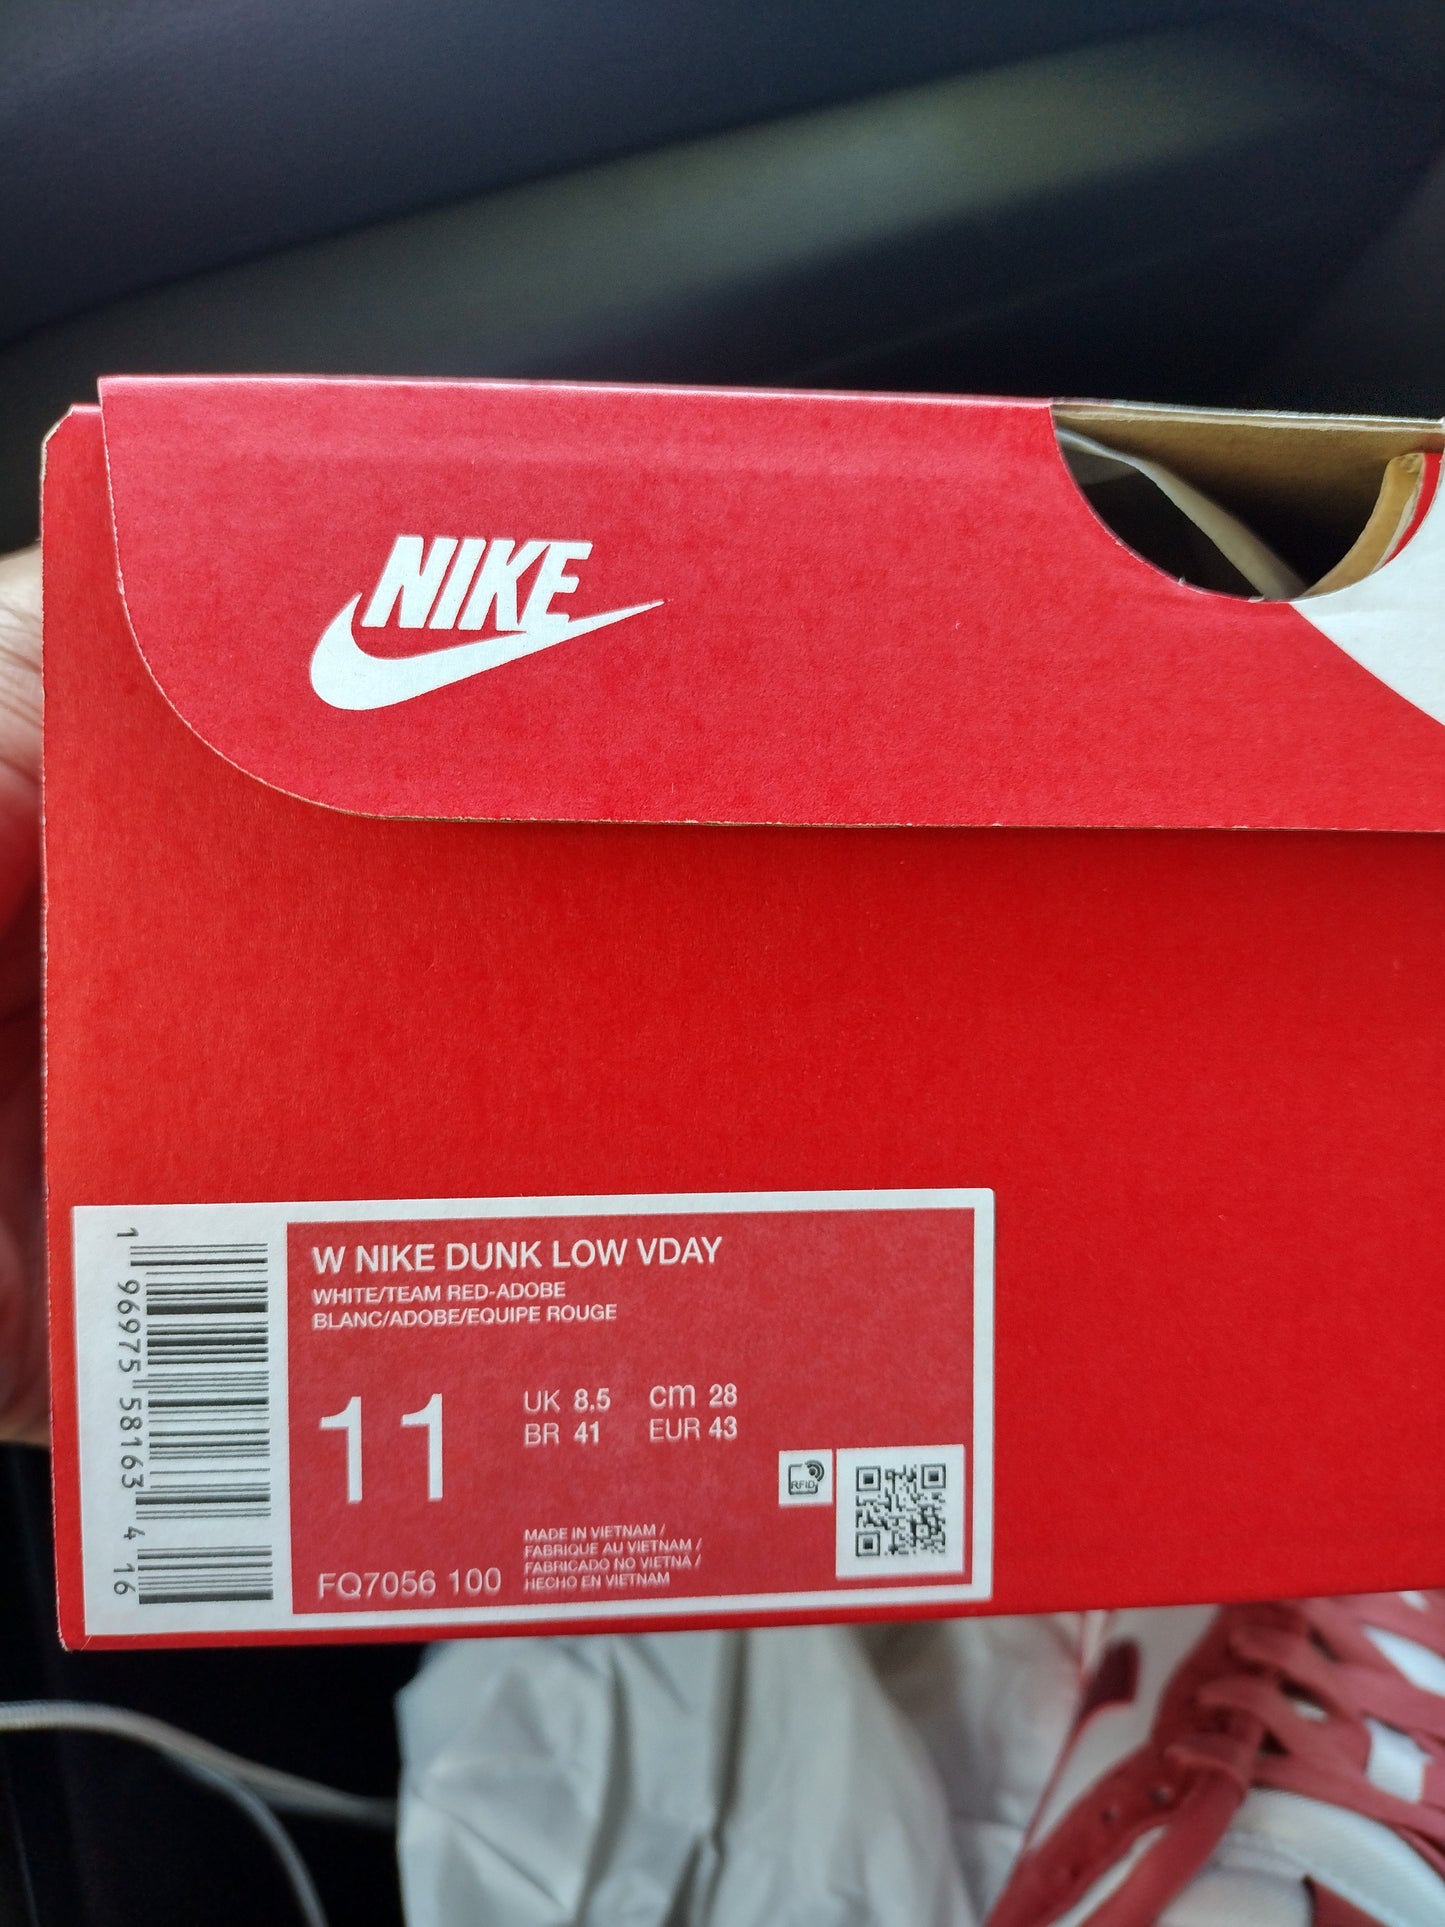 NIKE
W NIKE DUNK LOW VDAY
WHITE/TEAM RED-ADOBE
BLANC/ADOBE/EQUIPE ROUGE
11
UK 8.5 cm 28
BR 41 EUR 43
RFID
MADE IN VIETNAM /
FABRIQUE AU VIETNAM /
FABRICADO NO VIETNA /
HECHO EN VIETNAM
FQ7056 100
1 96975 58163 4 16